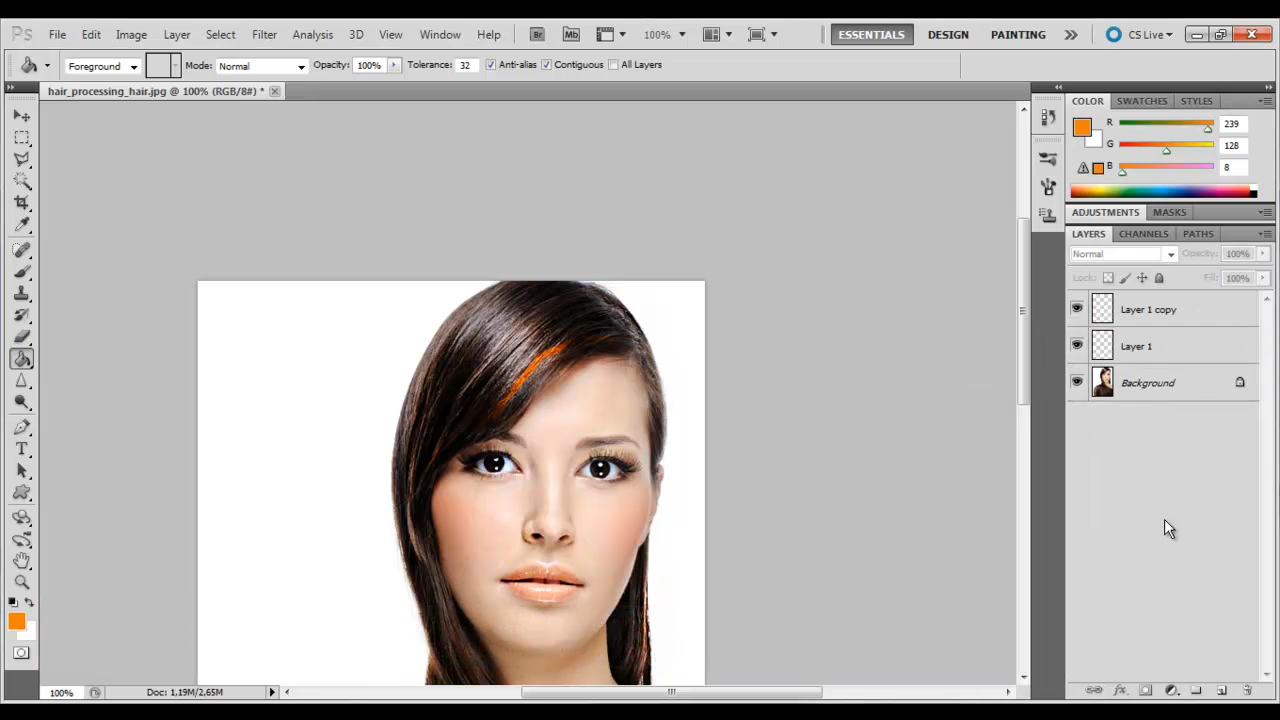 Ps File Edit Image Layer Select Filter Analysis 3D View Window Help Br Mb 100% ESSENTIALS DESIGN PAINTING CS Live
Foreground Mode: Normal Opacity: 100% Tolerance: 32 Anti-alias Contiguous All Layers
hair_processing_hair.jpg @ 100% (RGB/8#) *
COLOR SWATCHES STYLES
R 239
G 128
B 8
ADJUSTMENTS MASKS
LAYERS CHANNELS PATHS
Normal Opacity: 100%
Lock: Fill: 100%
Layer 1 copy
Layer 1
Background
T
fx
100% Doc: 1,19M/2,65M